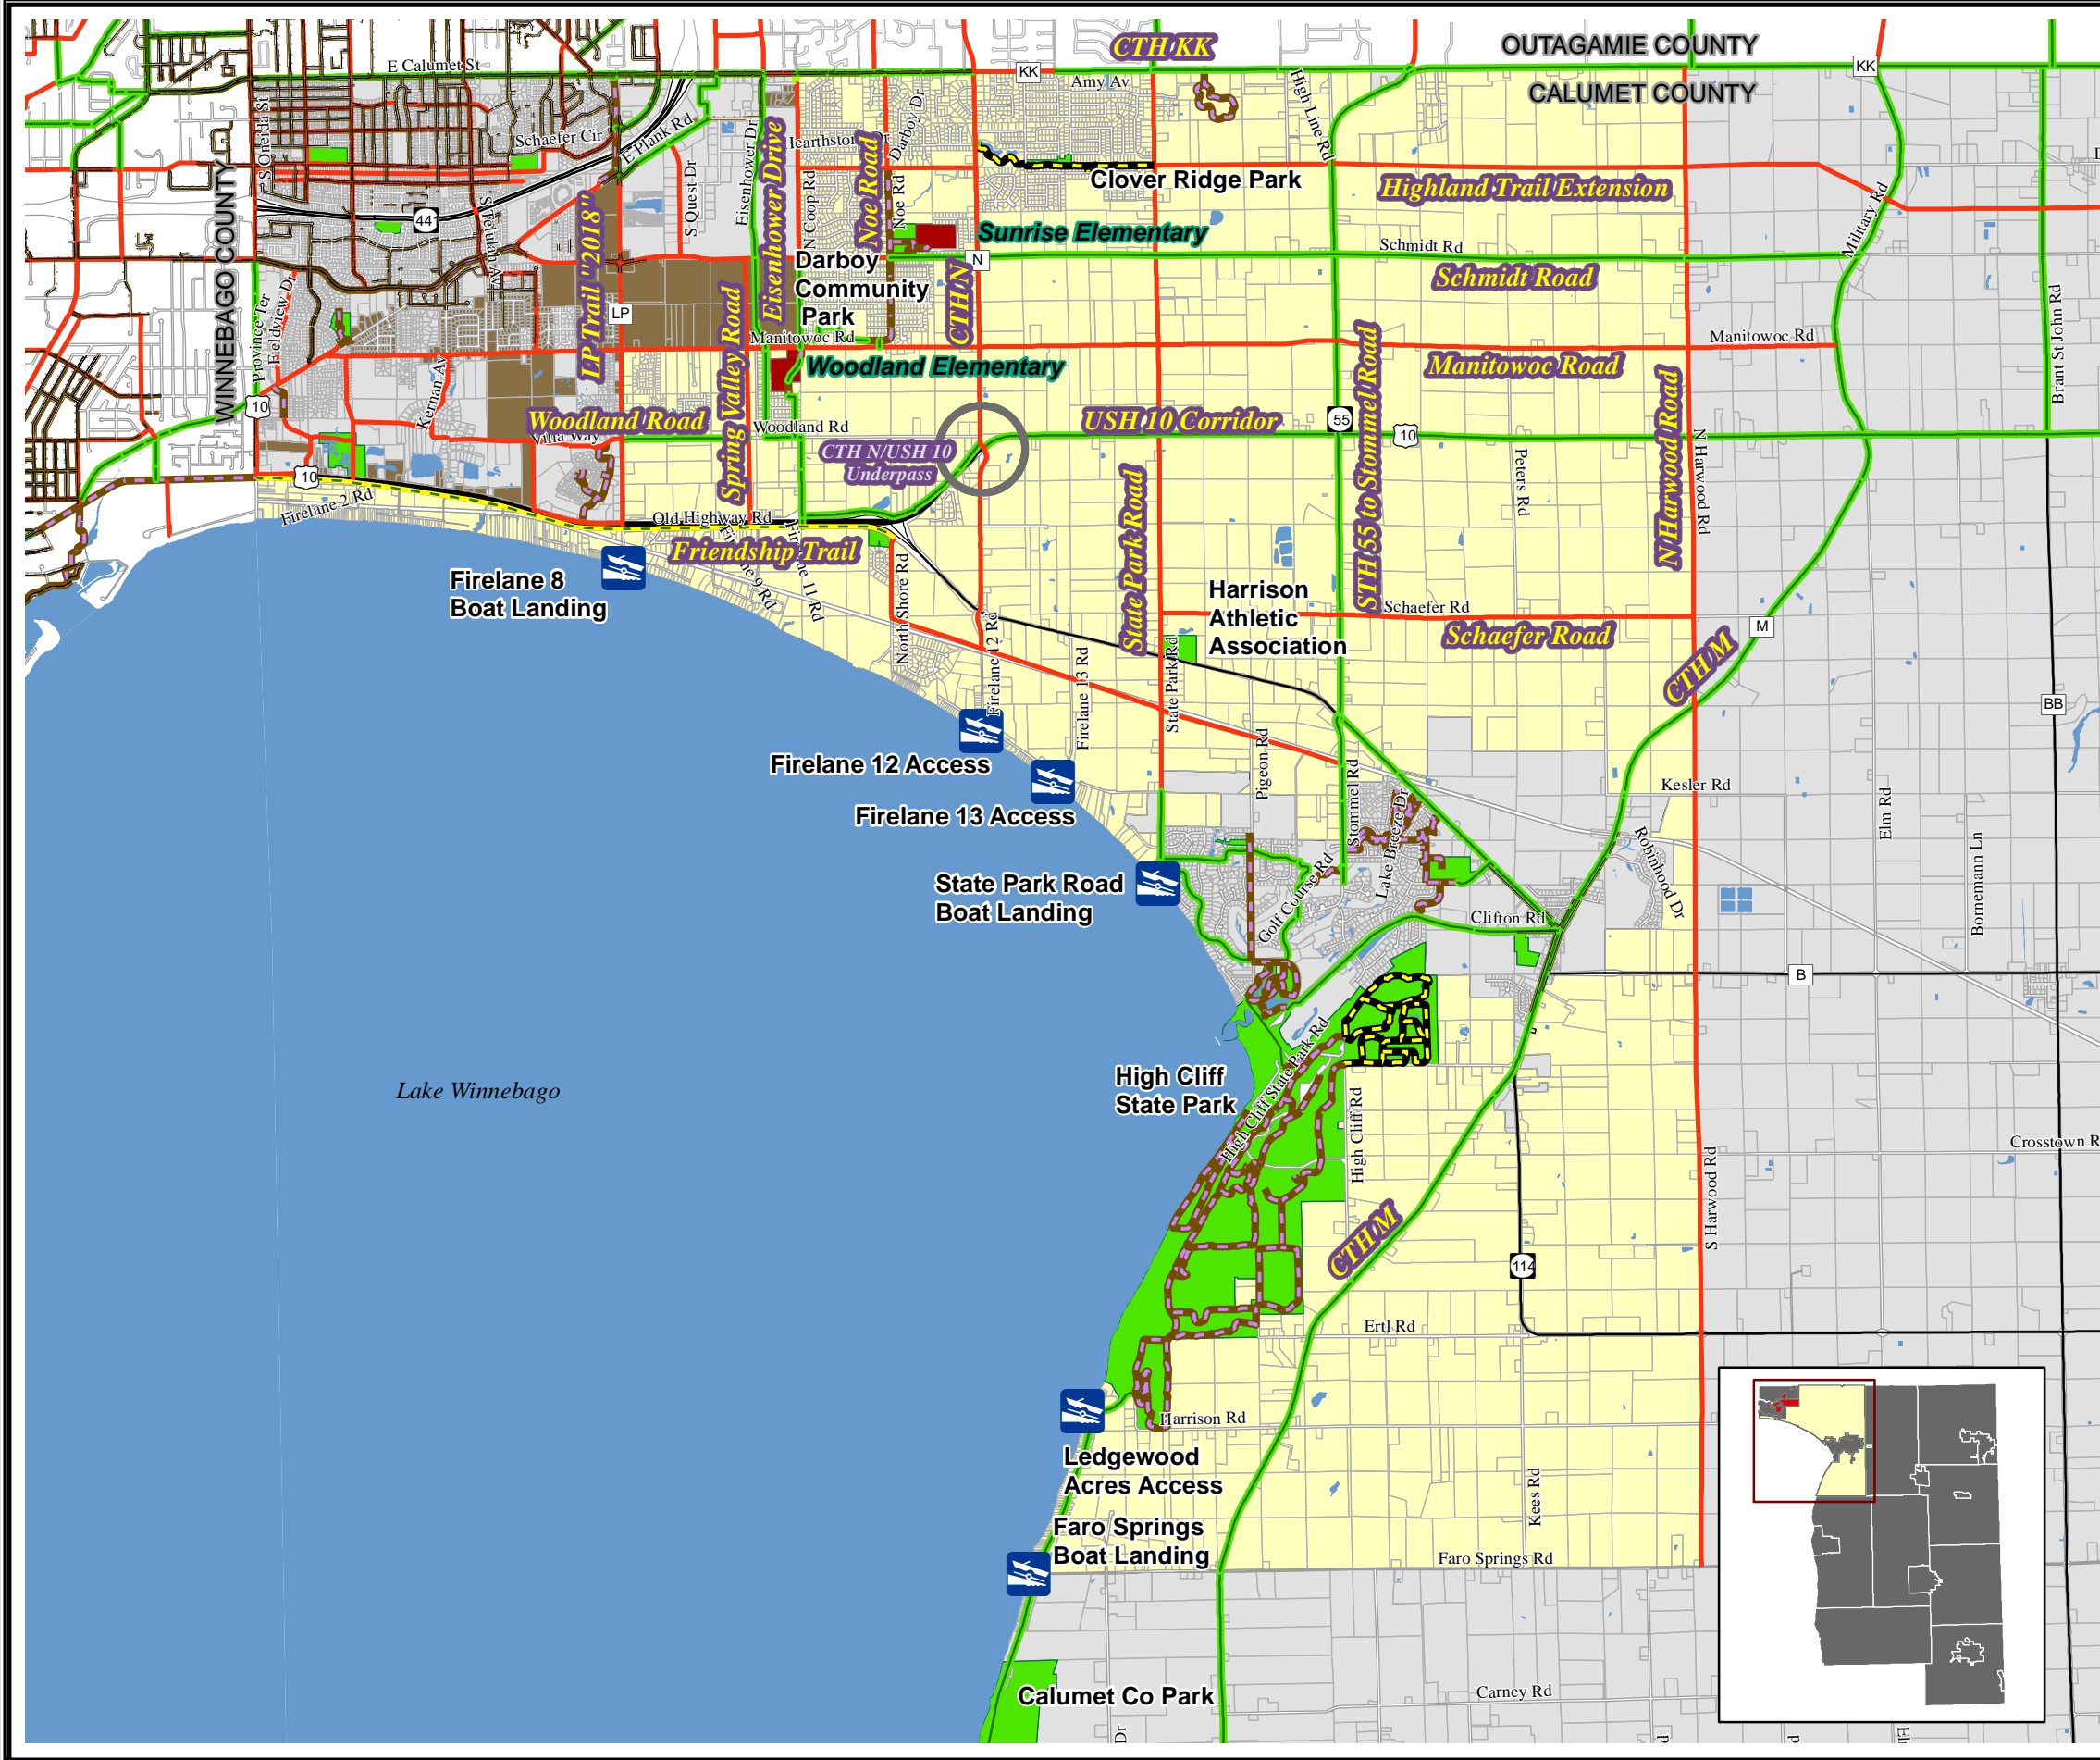 CTH KK
OUTAGAMIE COUNTY
E Calumet St
KK
KK
Amy Av
CALUMET COUNTY
High Line Rd
S Oneida St
Schaefer Cir
E Plank Rd
Eisenhower Dr
Eisenhower Drive
Darboy Dr
Noe Road
Noe Rd
N Coop Rd
S Quest Dr
Clover Ridge Park
Highland Trail Extension
Military Rd
WINNEBAGO COUNTY
441
S Telulah Av
LP Trail "2018"
Sunrise Elementary
Schmidt Rd
Darboy
Community
Park
N
CTH N
Schmidt Road
Province Ter
Fieldview Dr
LP
Spring Valley Road
Manitowoc Rd
Manitowoc Rd
Brant St John Rd
Woodland Elementary
Manitowoc Road
Kernan Av
10
Woodland Road
Villa Way
Woodland Rd
USH 10 Corridor
55
10
STH 55 to Stommel Road
N Harwood Road
N Harwood Rd
CTH N/USH 10
Underpass
10
Firelane 2 Rd
Peters Rd
State Park Road
Old Highway Rd
Friendship Trail
Firelane 11 Rd
North Shore Rd
Firelane 8
Boat Landing
Harrison
Athletic
Association
Schaefer Rd
Schaefer Road
M
CTH M
Firelane 12 Rd
Firelane 13 Rd
State Park Rd
BB
Firelane 12 Access
Pigeon Rd
Stommel Rd
Lake Breeze Dr
Kesler Rd
Elm Rd
Firelane 13 Access
Robinhood Dr
Bornemann Ln
State Park Road
Boat Landing
Golf Course Rd
Clifton Rd
B
High Cliff
State Park
High Cliff State Park Rd
High Cliff Rd
Lake Winnebago
Crosstown R
S Harwood Rd
CTH M
114
Ertl Rd
Harrison Rd
Ledgewood
Acres Access
Kees Rd
Faro Springs
Boat Landing
Faro Springs Rd
Calumet Co Park
Carney Rd
Dr